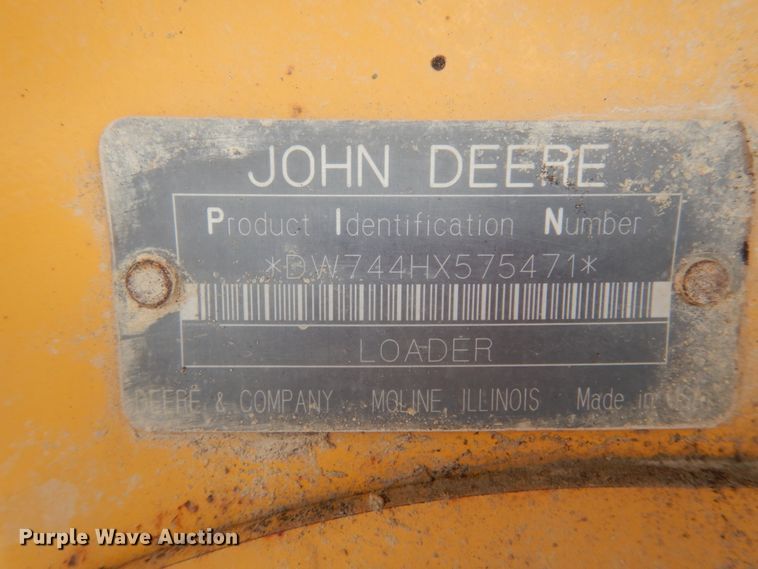 JOHN DEERE
Product Identification Number
*DW744HX575471*
LOADER
DEERE & COMPANY MOLINE, ILLINOIS Made in USA
Purple Wave Auction